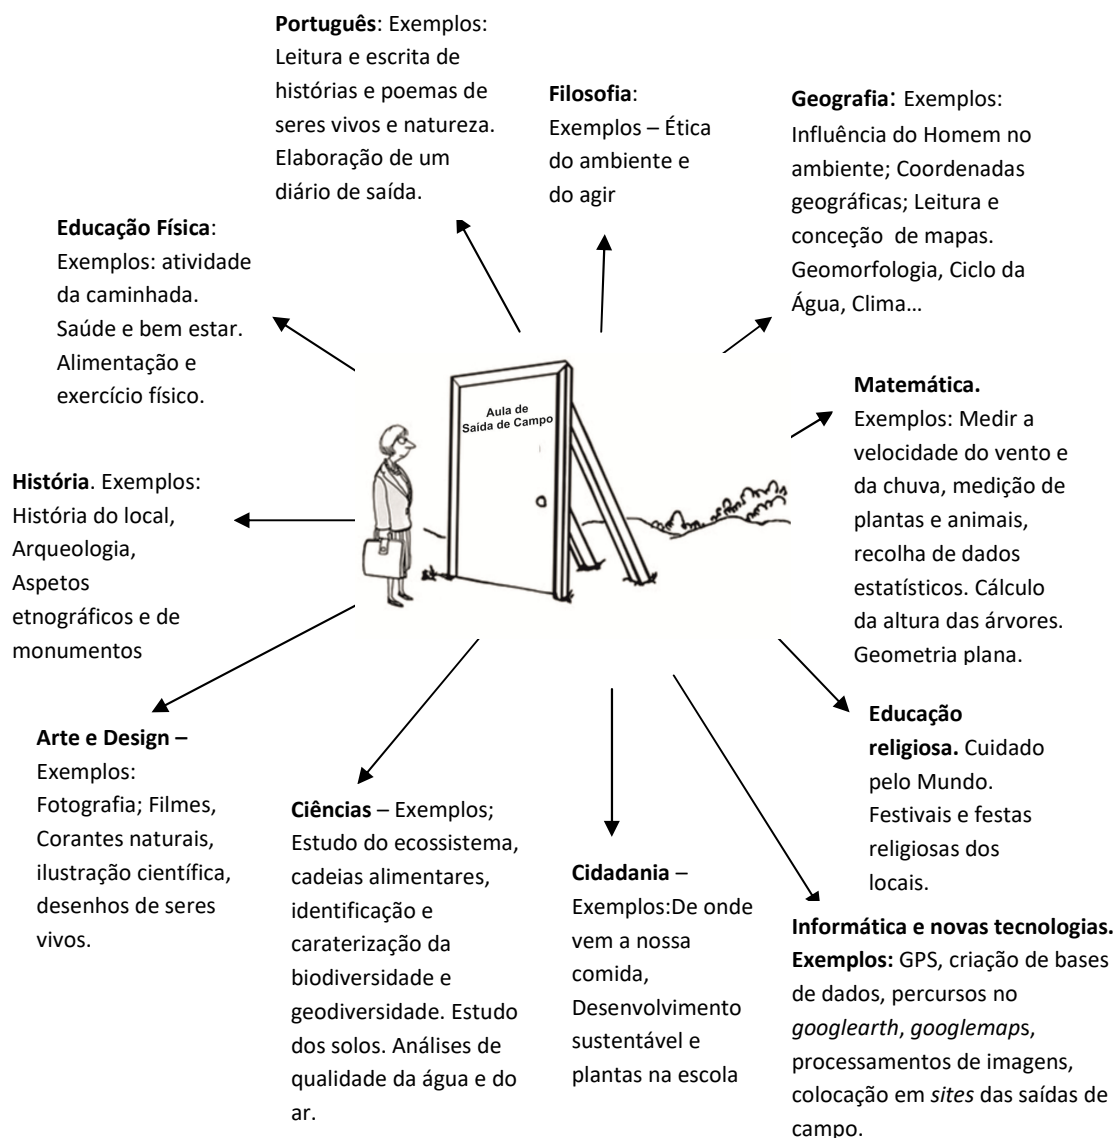 Português: Exemplos:
Leitura e escrita de
histórias e poemas de
seres vivos e natureza.
Elaboração de um
diário de saída.
Filosofia:
Exemplos – Ética
do ambiente e
do agir
Geografia: Exemplos:
Influência do Homem no
ambiente; Coordenadas
geográficas; Leitura e
conceção de mapas.
Geomorfologia, Ciclo da
Água, Clima...
Educação Física:
Exemplos: atividade
da caminhada.
Saúde e bem estar.
Alimentação e
exercício físico.
Aula de
Saída de Campo
Matemática.
Exemplos: Medir a
velocidade do vento e
da chuva, medição de
plantas e animais,
recolha de dados
estatísticos. Cálculo
da altura das árvores.
Geometria plana.
História. Exemplos:
História do local,
Arqueologia,
Aspetos
etnográficos e de
monumentos
Educação
religiosa. Cuidado
pelo Mundo.
Festivais e festas
religiosas dos
locais.
Arte e Design –
Exemplos:
Fotografia; Filmes,
Corantes naturais,
ilustração científica,
desenhos de seres
vivos.
Ciências – Exemplos;
Estudo do ecossistema,
cadeias alimentares,
identificação e
caraterização da
biodiversidade e
geodiversidade. Estudo
dos solos. Análises de
qualidade da água e do
ar.
Cidadania –
Exemplos:De onde
vem a nossa
comida,
Desenvolvimento
sustentável e
plantas na escola
Informática e novas tecnologias.
Exemplos: GPS, criação de bases
de dados, percursos no
googlearth, googlemaps,
processamentos de imagens,
colocação em sites das saídas de
campo.